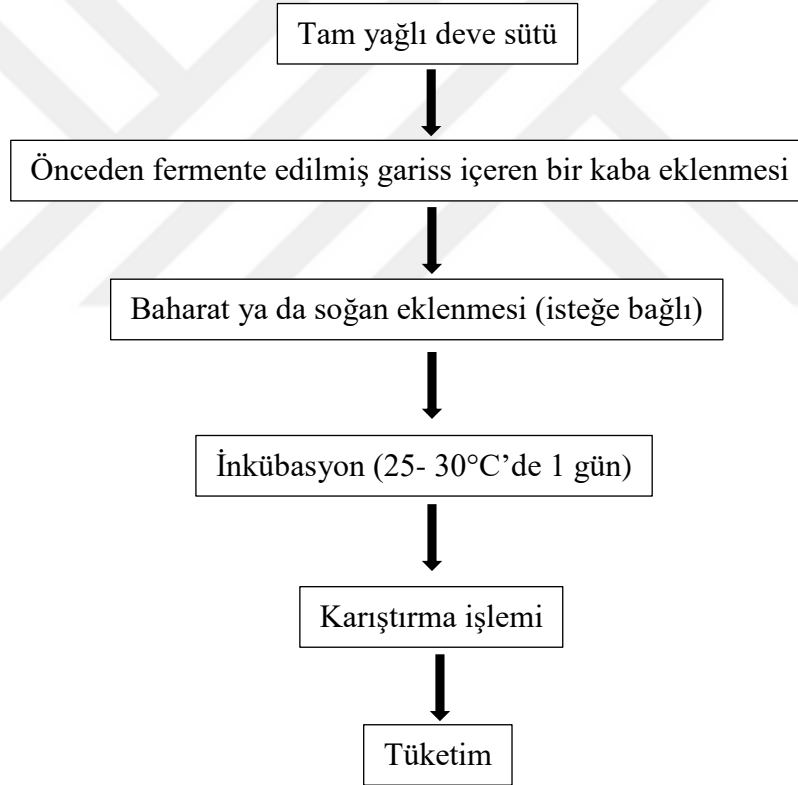 Tam yağlı deve sütü
Önceden fermente edilmiş gariss içeren bir kaba eklenmesi
Baharat ya da soğan eklenmesi (isteğe bağlı)
İnkübasyon (25- 30°C’de 1 gün)
Karıştırma işlemi
Tüketim